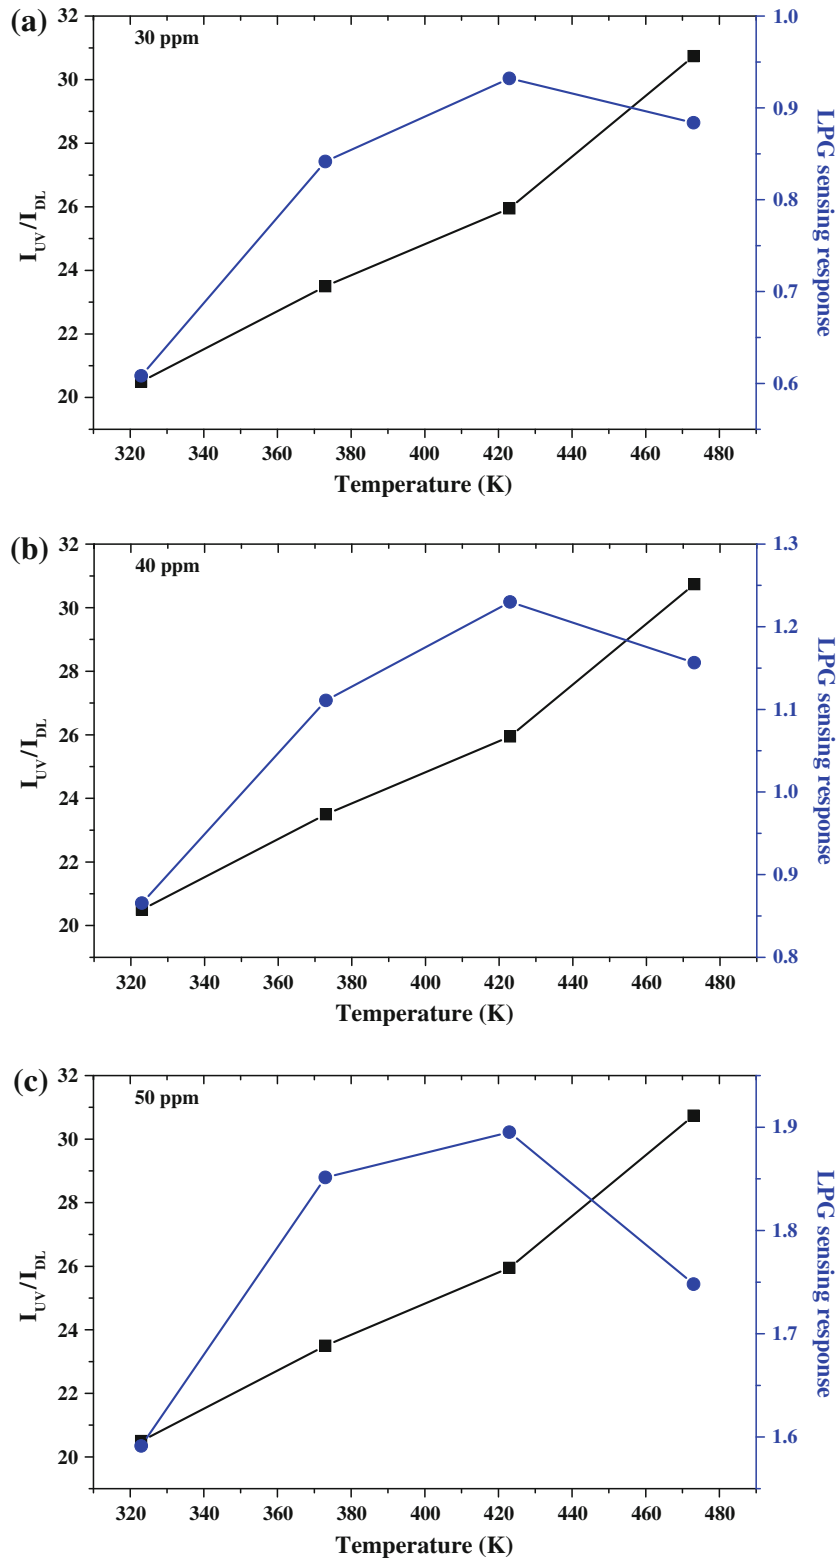 (a)
30 ppm
32
30
28
26
24
22
20
I_UV/I_DL
1.0
0.9
0.8
0.7
0.6
LPG sensing response
320 340 360 380 400 420 440 460 480
Temperature (K)
(b)
40 ppm
32
30
28
26
24
22
20
I_UV/I_DL
1.3
1.2
1.1
1.0
0.9
0.8
LPG sensing response
320 340 360 380 400 420 440 460 480
Temperature (K)
(c)
50 ppm
32
30
28
26
24
22
20
I_UV/I_DL
1.9
1.8
1.7
1.6
LPG sensing response
320 340 360 380 400 420 440 460 480
Temperature (K)